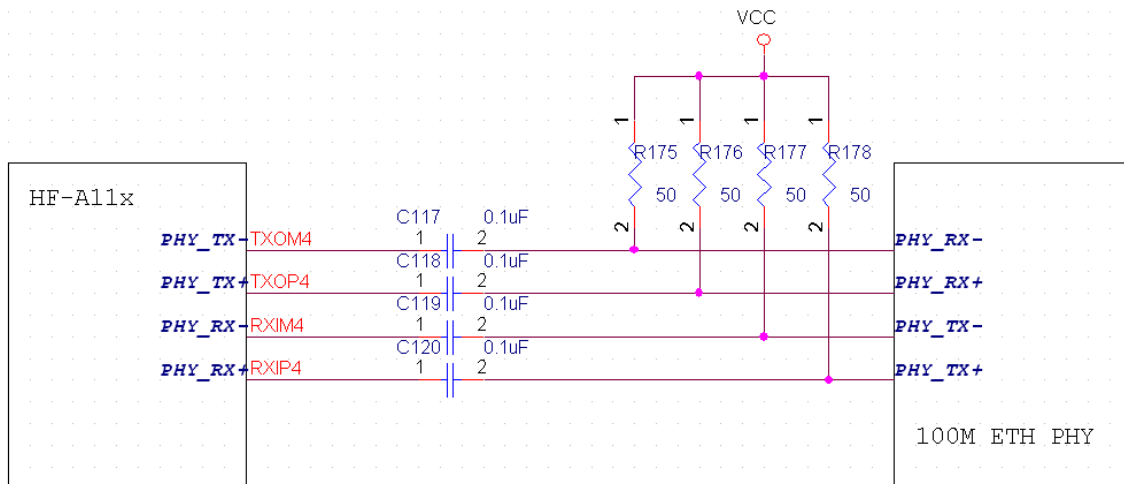 VCC
1 1 1 1
R175 R176 R177 R178
50 50 50 50
2 2 2 2
HF-A11x
C117 0.1uF
PHY_TX- TXOM4 1 2 PHY_RX-
C118 0.1uF
PHY_TX+ TXOP4 1 2 PHY_RX+
C119 0.1uF
PHY_RX- RXIM4 1 2 PHY_TX-
C120 0.1uF
PHY_RX+ RXIP4 1 2 PHY_TX+
100M ETH PHY